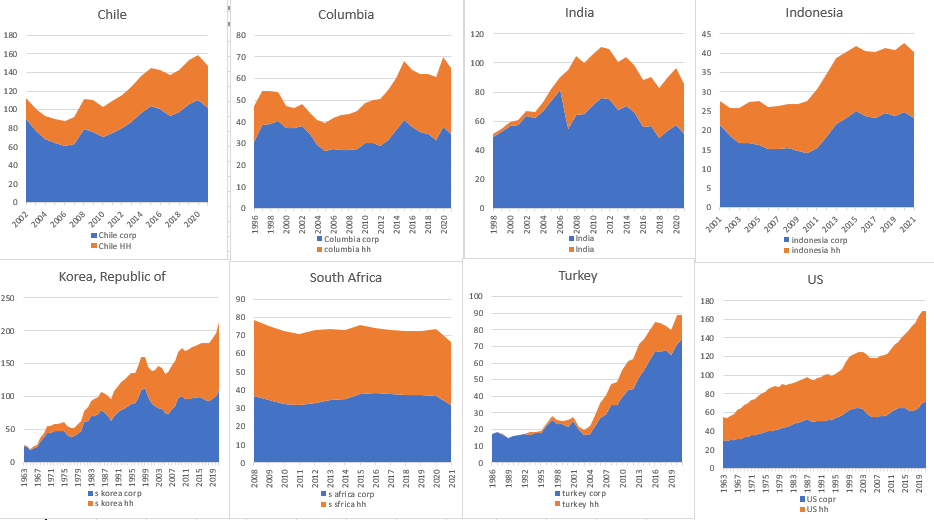 Chile
180
160
140
120
100
80
60
40
20
0
2002 2004 2006 2008 2010 2012 2014 2016 2018 2020
Chile corp
Chile HH
Columbia
80
70
60
50
40
30
20
10
0
1996 1998 2000 2002 2004 2006 2008 2010 2012 2014 2016 2018 2020
Columbia corp
columbia hh
India
120
100
80
60
40
20
0
1998 2000 2002 2004 2006 2008 2010 2012 2014 2016 2018 2020
India
India
Indonesia
45
40
35
30
25
20
15
10
5
0
2001 2003 2005 2007 2009 2011 2013 2015 2017 2019 2021
indonesia corp
indonesia hh
Korea, Republic of
250
200
150
100
50
0
1963 1967 1971 1975 1979 1983 1987 1991 1995 1999 2003 2007 2011 2015 2019
s korea corp
s korea hh
South Africa
90
80
70
60
50
40
30
20
10
0
2008 2009 2010 2011 2012 2013 2014 2015 2016 2017 2018 2019 2020 2021
s africa corp
s sfrica hh
Turkey
100
90
80
70
60
50
40
30
20
10
0
1986 1989 1992 1995 1998 2001 2004 2007 2010 2013 2016 2019
turkey corp
turkey hh
US
180
160
140
120
100
80
60
40
20
0
1963 1967 1971 1975 1979 1983 1987 1991 1995 1999 2003 2007 2011 2015 2019
US copr
US hh